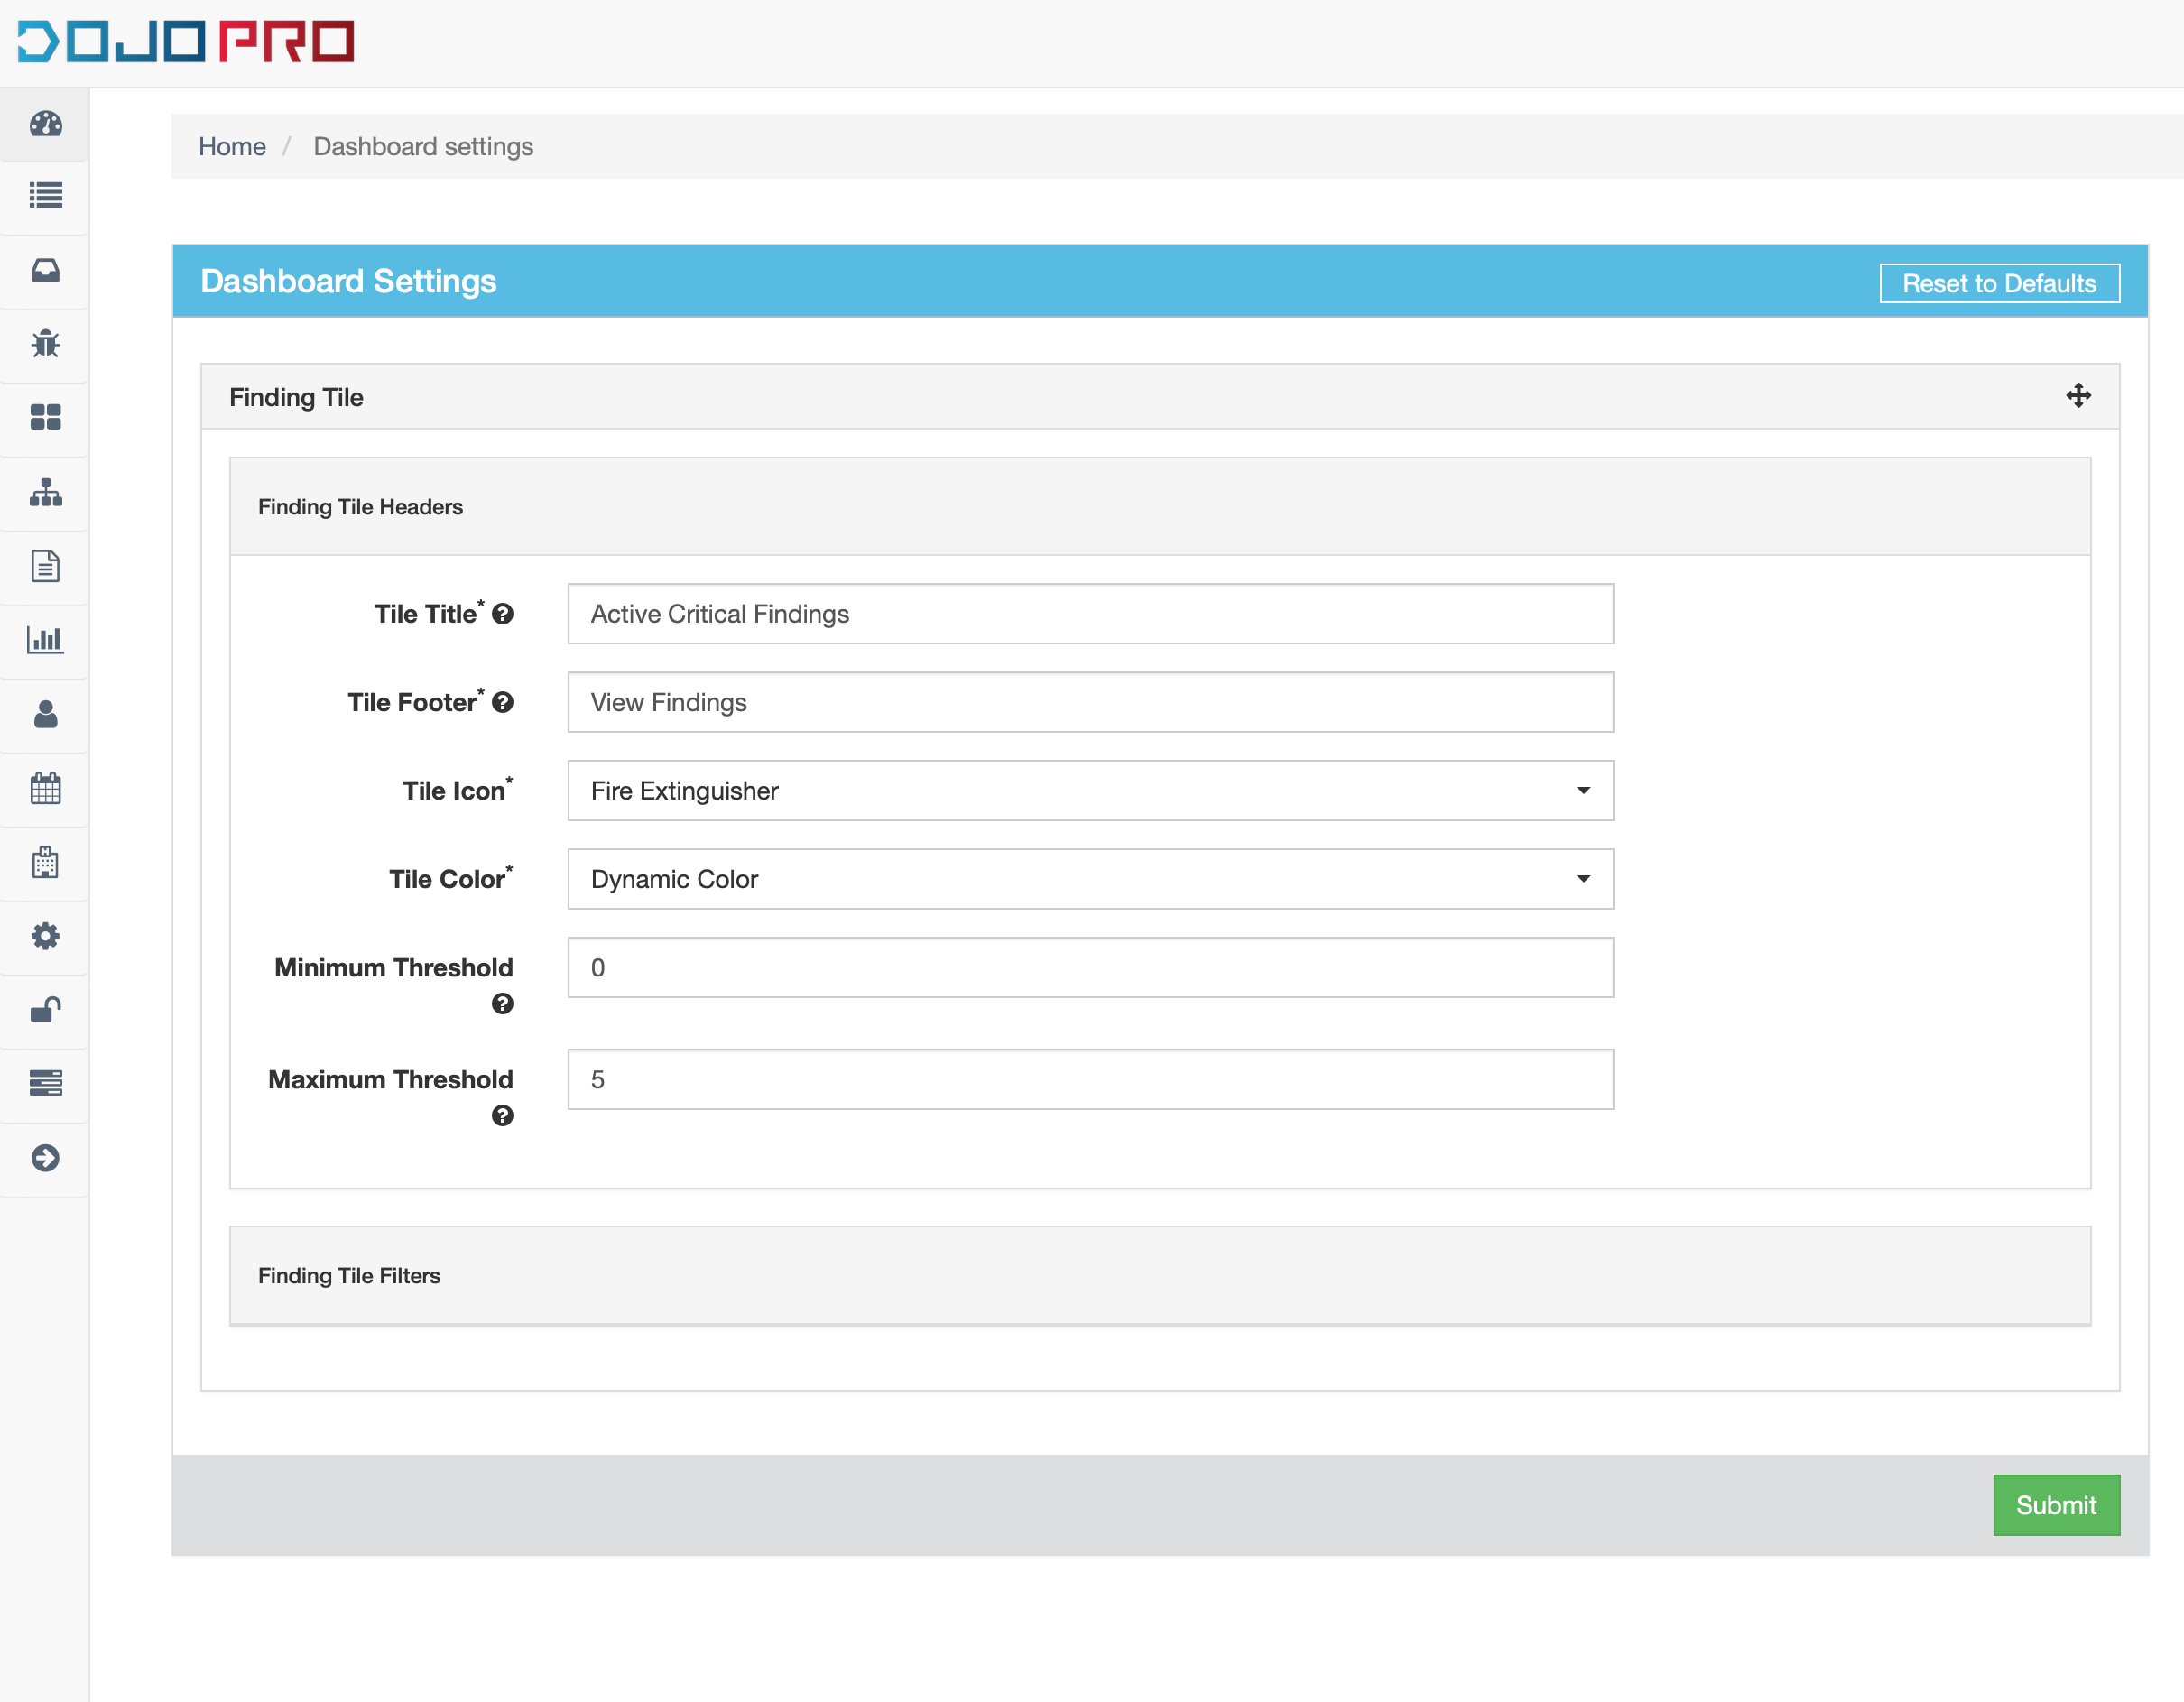 DOJO PRO
Home / Dashboard settings
Dashboard Settings
Reset to Defaults
Finding Tile
Finding Tile Headers
Tile Title*
Active Critical Findings
Tile Footer*
View Findings
Tile Icon*
Fire Extinguisher
Tile Color*
Dynamic Color
Minimum Threshold
0
Maximum Threshold
5
Finding Tile Filters
Submit